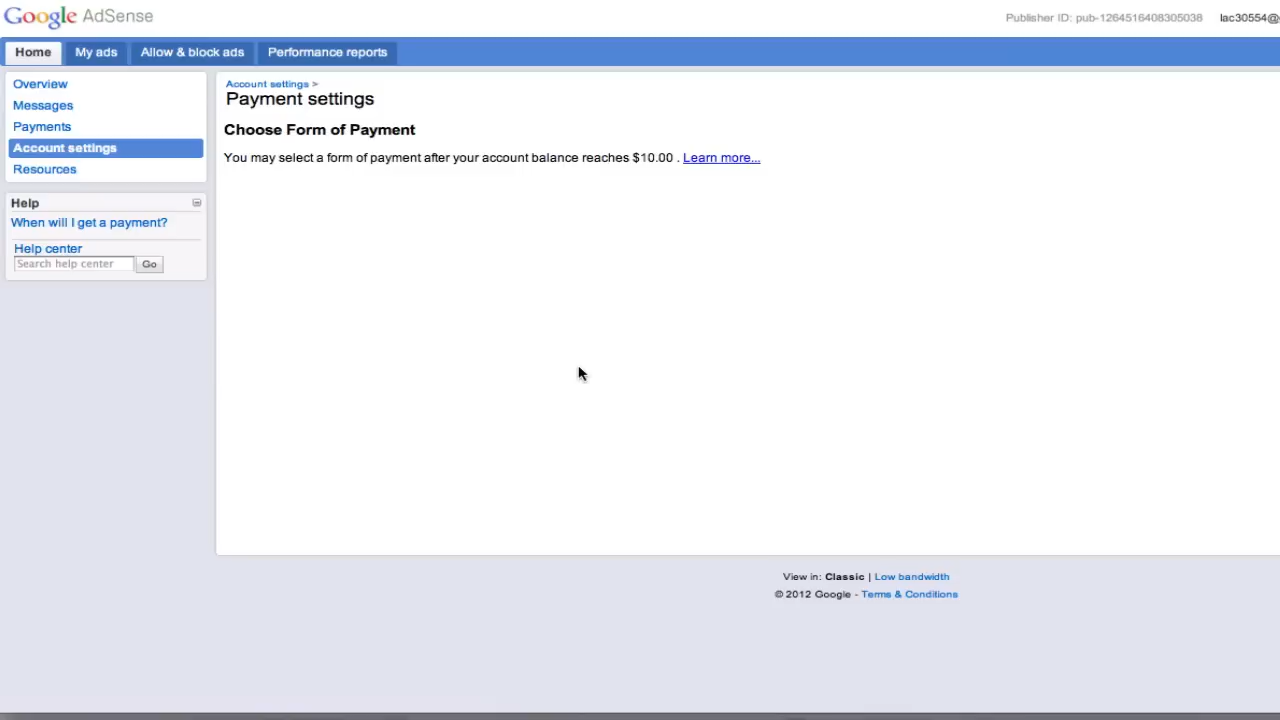 Google AdSense
Publisher ID: pub-1264516408305038 lac30554@
Home My ads Allow & block ads Performance reports
Overview
Messages
Payments
Account settings
Resources
Help
When will I get a payment?
Help center
Search help center Go
Account settings >
Payment settings
Choose Form of Payment
You may select a form of payment after your account balance reaches $10.00 . Learn more...
View in: Classic | Low bandwidth
© 2012 Google - Terms & Conditions